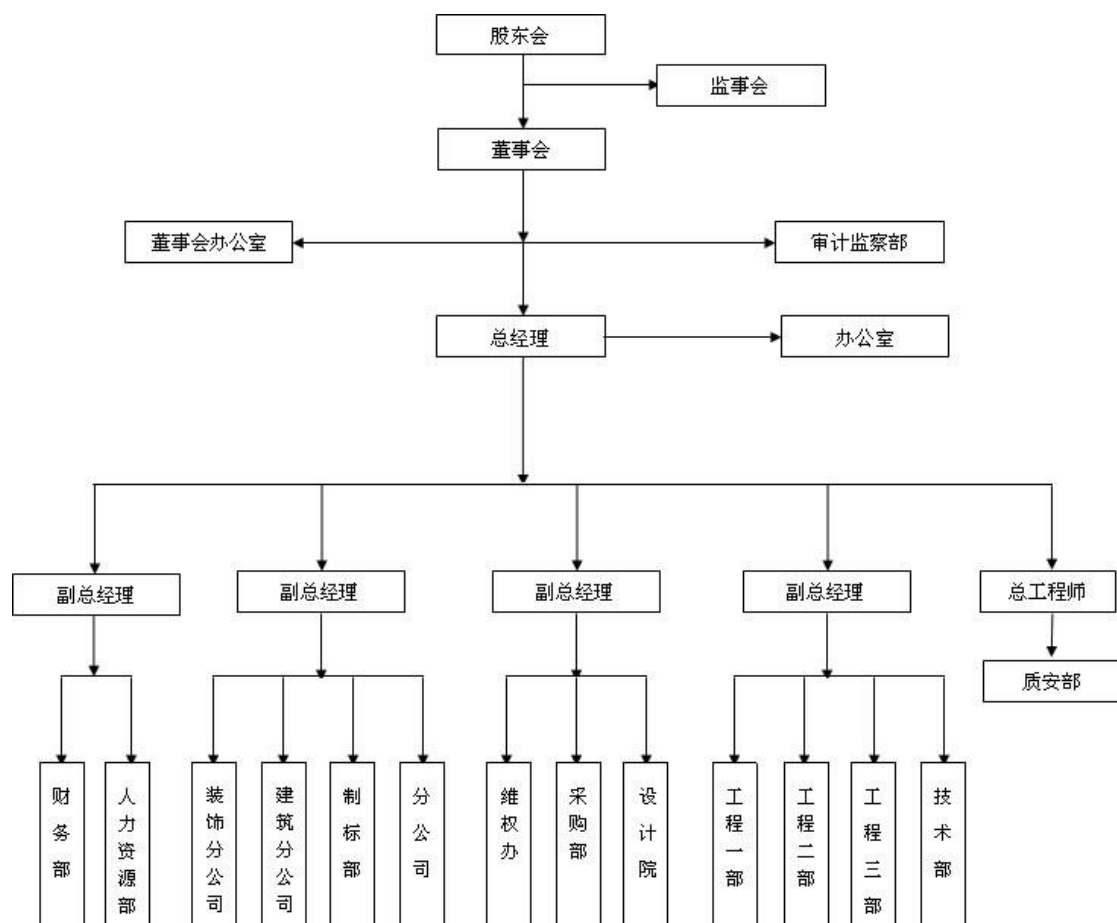 股东会
监事会
董事会
董事会办公室
审计监察部
总经理
办公室
副总经理
副总经理
副总经理
副总经理
总工程师
质安部
财务部
人力资源部
装饰分公司
建筑分公司
制标部
分公司
维权办
采购部
设计院
工程一部
工程二部
工程三部
技术部